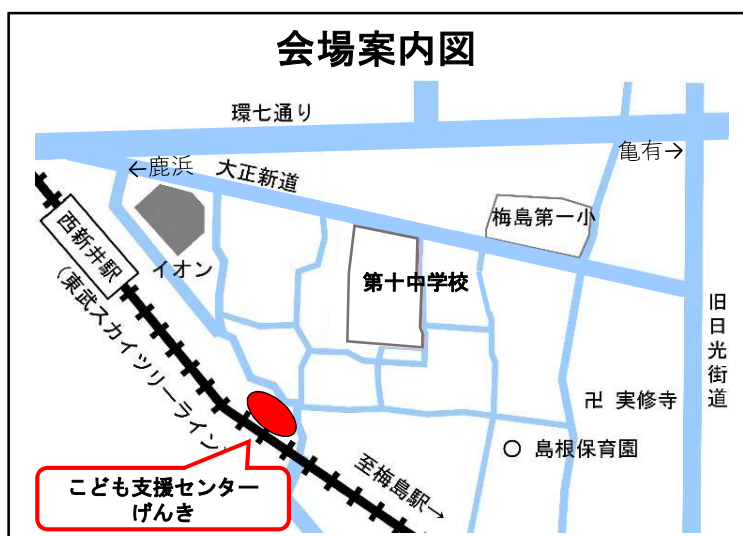 会場案内図
環七通り
←鹿浜
大正新道
亀有→
梅島第一小
西新井駅
イオン
第十中学校
(東武スカイツリーライン)
旧日光街道
卍 実修寺
島根保育園
至梅島駅→
こども支援センター
げんき